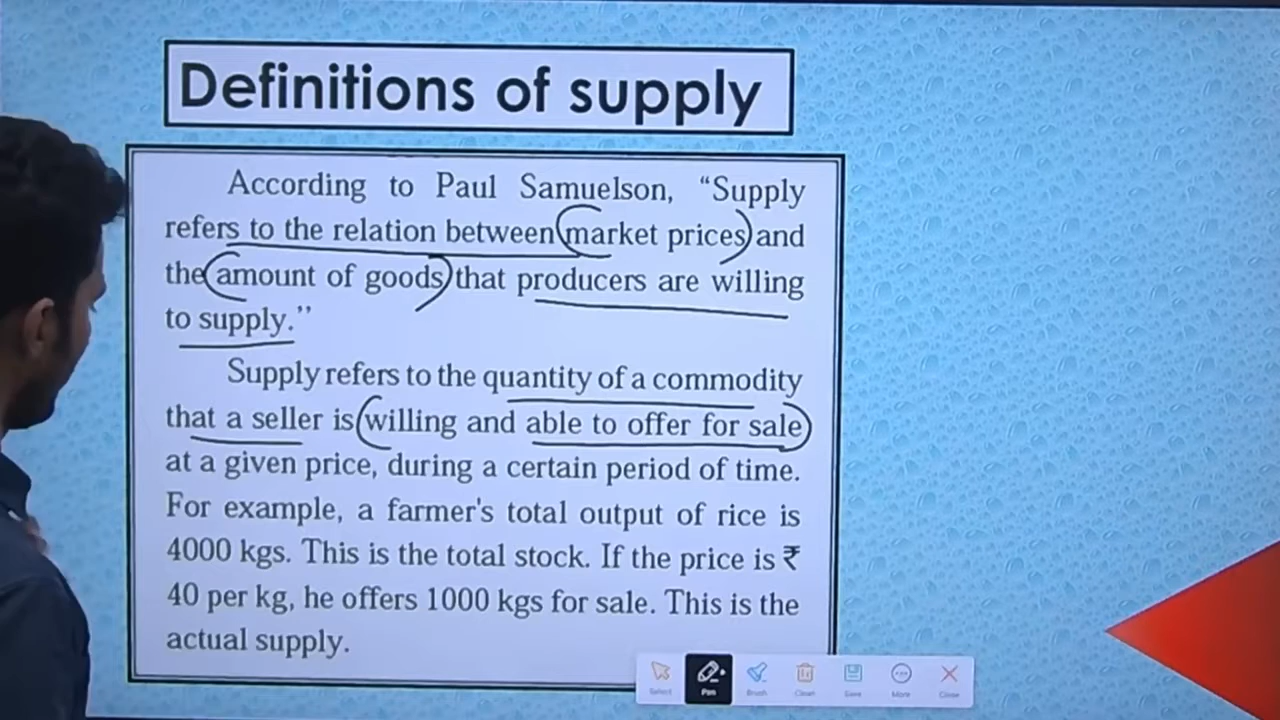 Definitions of supply
According to Paul Samuelson, “Supply
refers to the relation between market prices and
the amount of goods that producers are willing
to supply.”
Supply refers to the quantity of a commodity
that a seller is willing and able to offer for sale
at a given price, during a certain period of time.
For example, a farmer's total output of rice is
4000 kgs. This is the total stock. If the price is ₹
40 per kg, he offers 1000 kgs for sale. This is the
actual supply.
Select Pen Brush Clean Save More Close